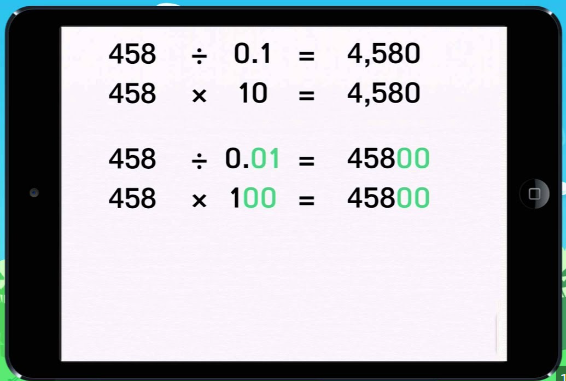 458 ÷ 0.1 = 4,580
458 × 10 = 4,580
458 ÷ 0.01 = 45800
458 × 100 = 45800